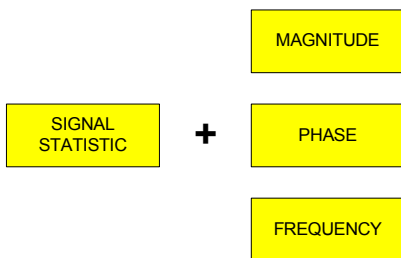 MAGNITUDE
SIGNAL
STATISTIC
+
PHASE
FREQUENCY